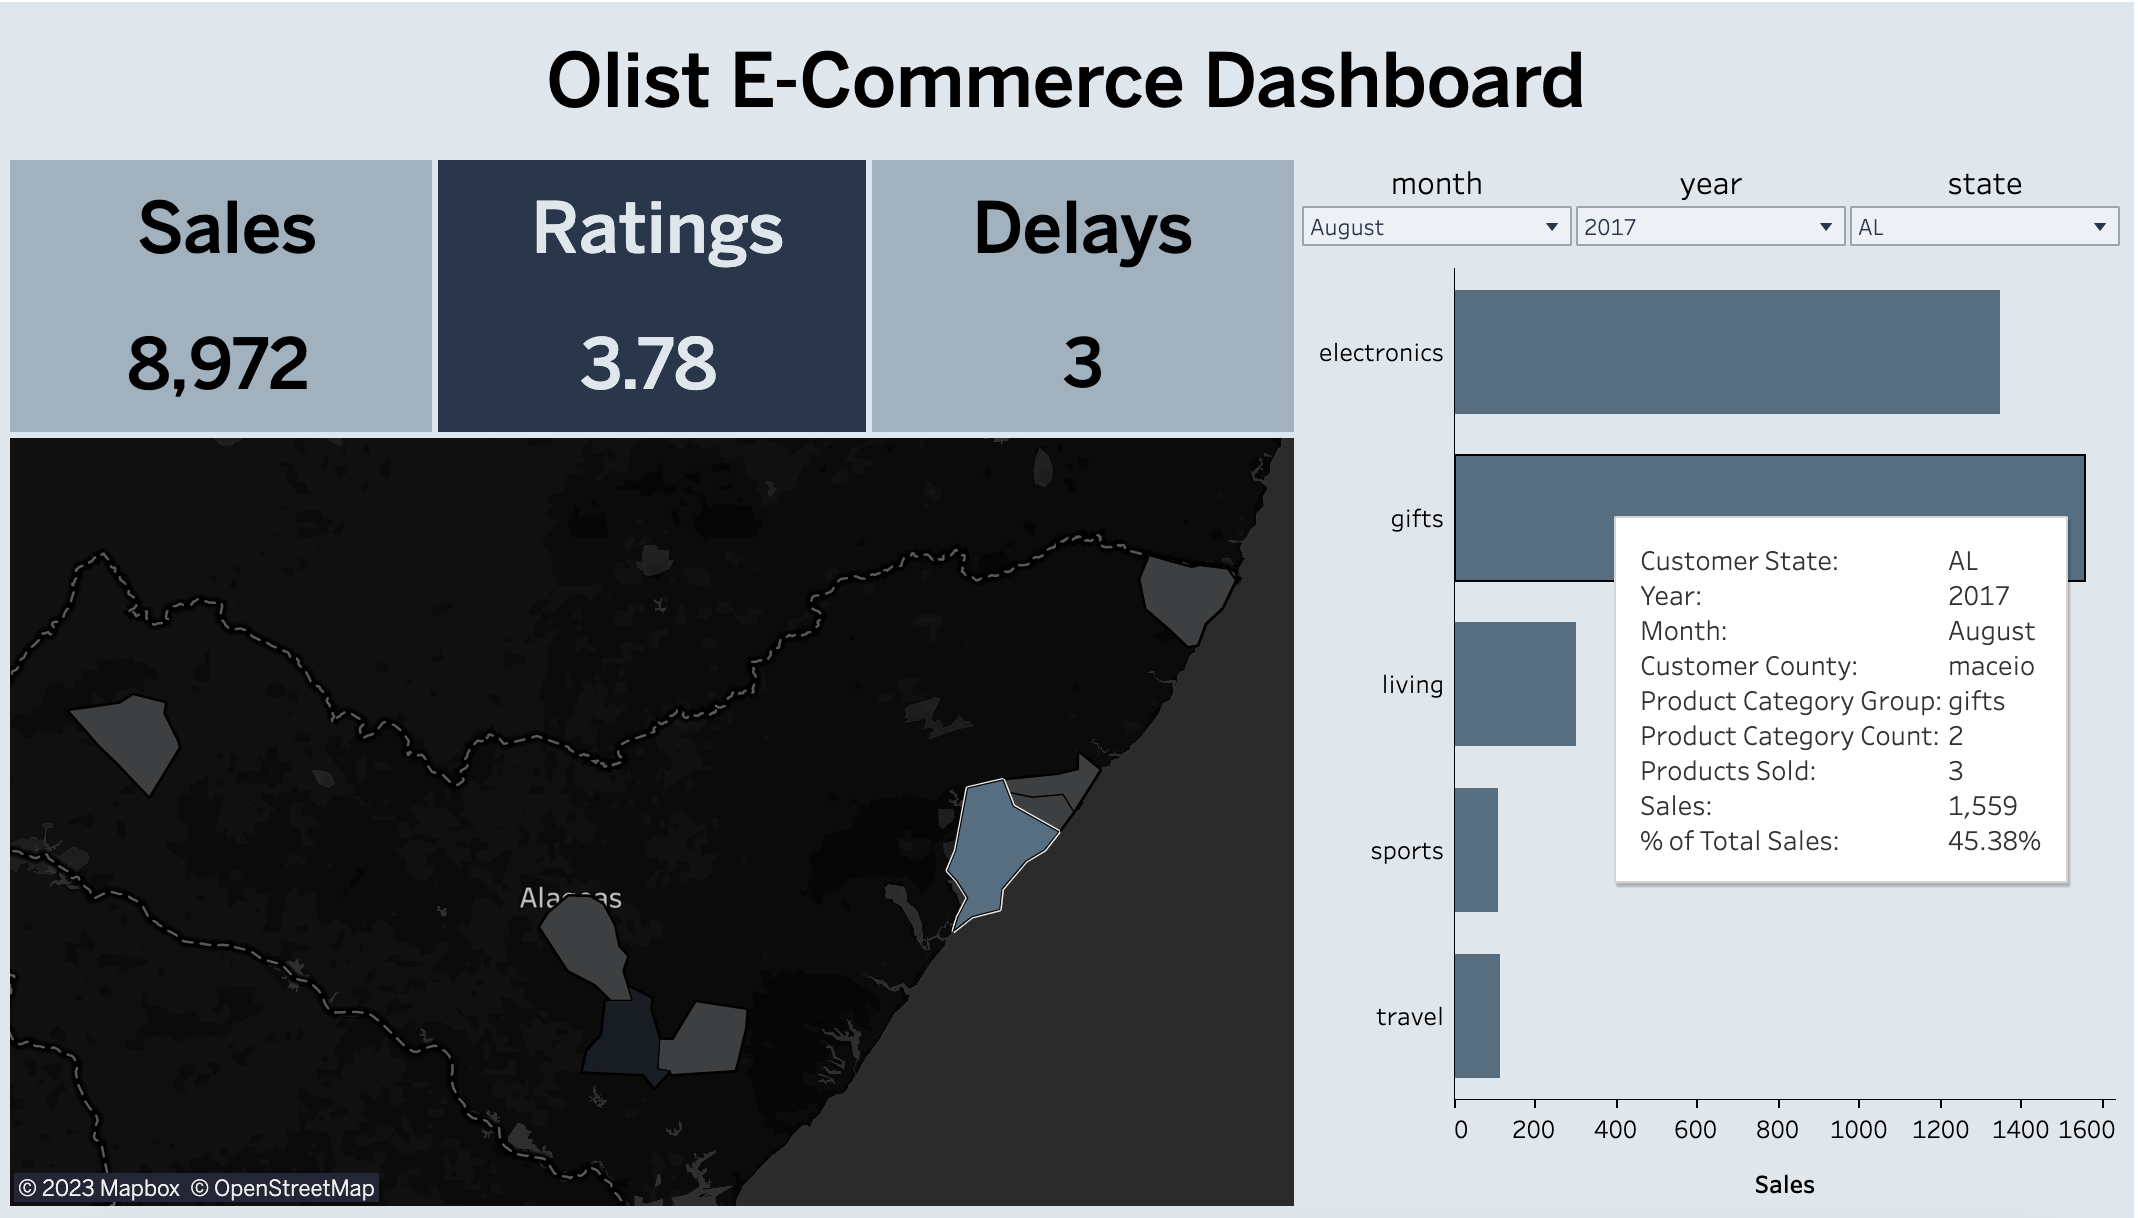 Olist E-Commerce Dashboard
Sales
8,972
Ratings
3.78
Delays
3
month
August
year
2017
state
AL
Alagoas
© 2023 Mapbox © OpenStreetMap
electronics
gifts
living
sports
travel
Customer State: AL
Year: 2017
Month: August
Customer County: maceio
Product Category Group: gifts
Product Category Count: 2
Products Sold: 3
Sales: 1,559
% of Total Sales: 45.38%
0 200 400 600 800 1000 1200 1400 1600
Sales